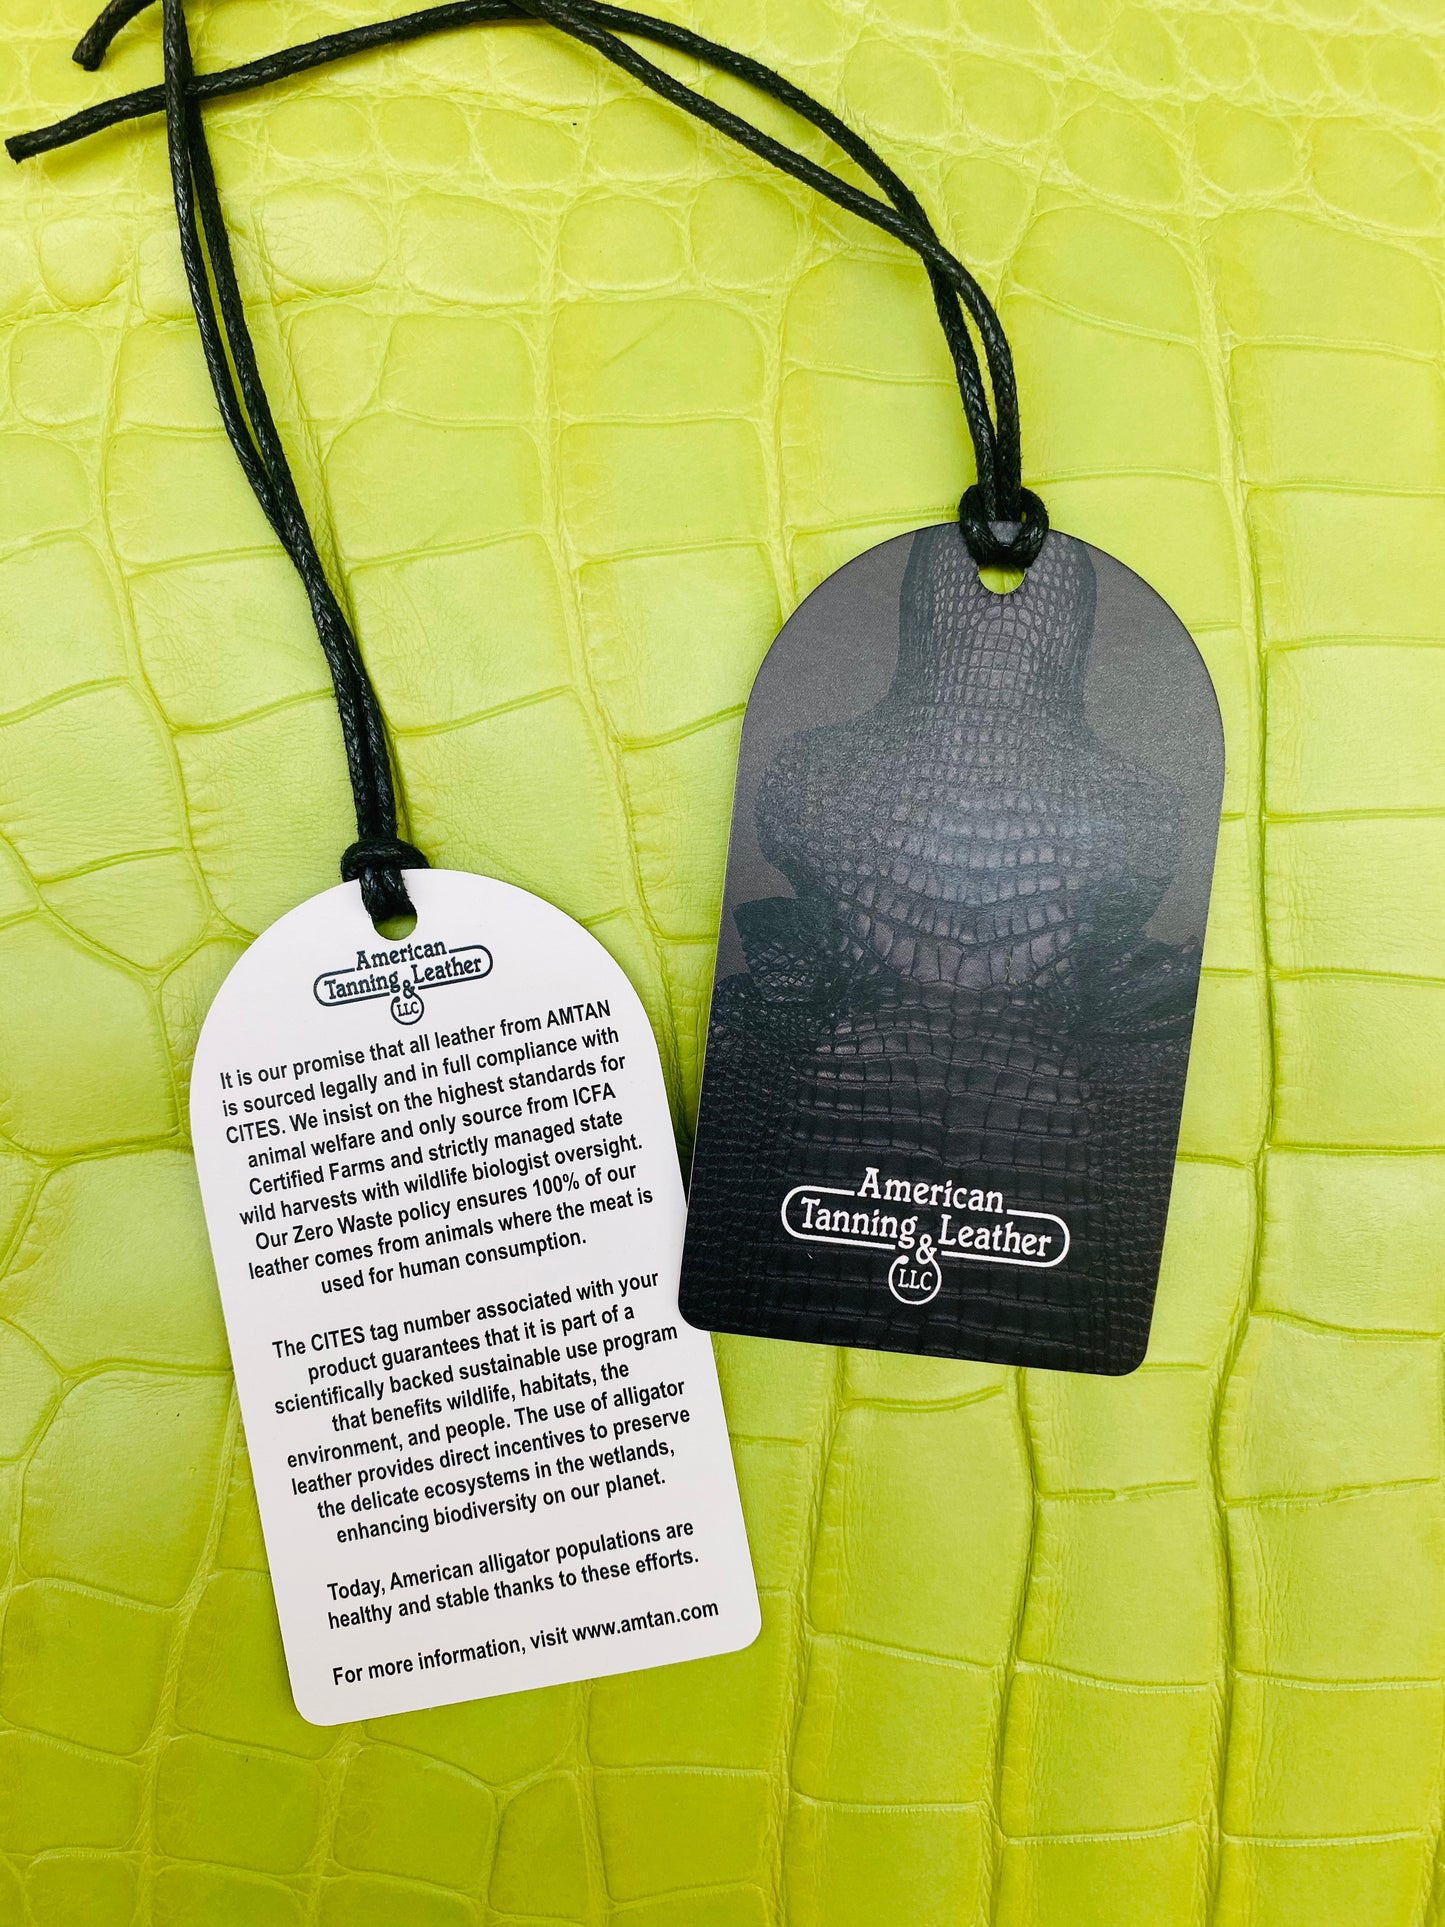 American
Tanning & Leather
LLC
It is our promise that all leather from AMTAN
is sourced legally and in full compliance with
CITES. We insist on the highest standards for
animal welfare and only source from ICFA
Certified Farms and strictly managed state
wild harvests with wildlife biologist oversight.
Our Zero Waste policy ensures 100% of our
leather comes from animals where the meat is
used for human consumption.
The CITES tag number associated with your
product guarantees that it is part of a
scientifically backed sustainable use program
that benefits wildlife, habitats, the
environment, and people. The use of alligator
leather provides direct incentives to preserve
the delicate ecosystems in the wetlands,
enhancing biodiversity on our planet.
Today, American alligator populations are
healthy and stable thanks to these efforts.
For more information, visit www.amtan.com
American
Tanning & Leather
LLC